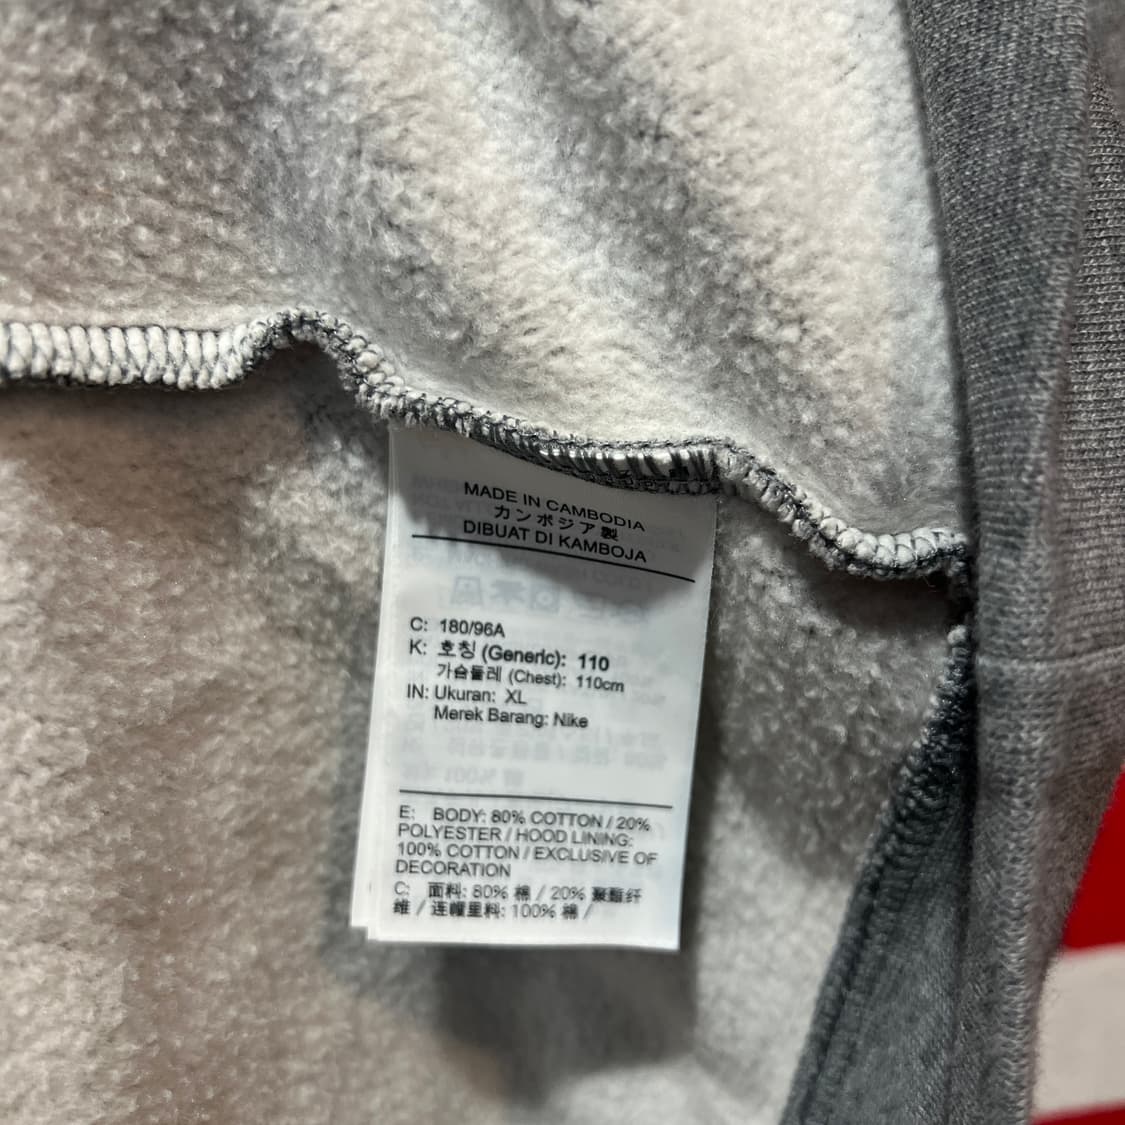 MADE IN CAMBODIA
カンボジア製
DIBUAT DI KAMBOJA
C: 180/96A
K: 호칭 (Generic): 110
가슴둘레 (Chest): 110cm
IN: Ukuran: XL
Merek Barang: Nike
E: BODY: 80% COTTON / 20%
POLYESTER / HOOD LINING:
100% COTTON / EXCLUSIVE OF
DECORATION
C: 面料: 80% 棉 / 20% 聚酯纤
维 / 连帽里料: 100% 棉 /